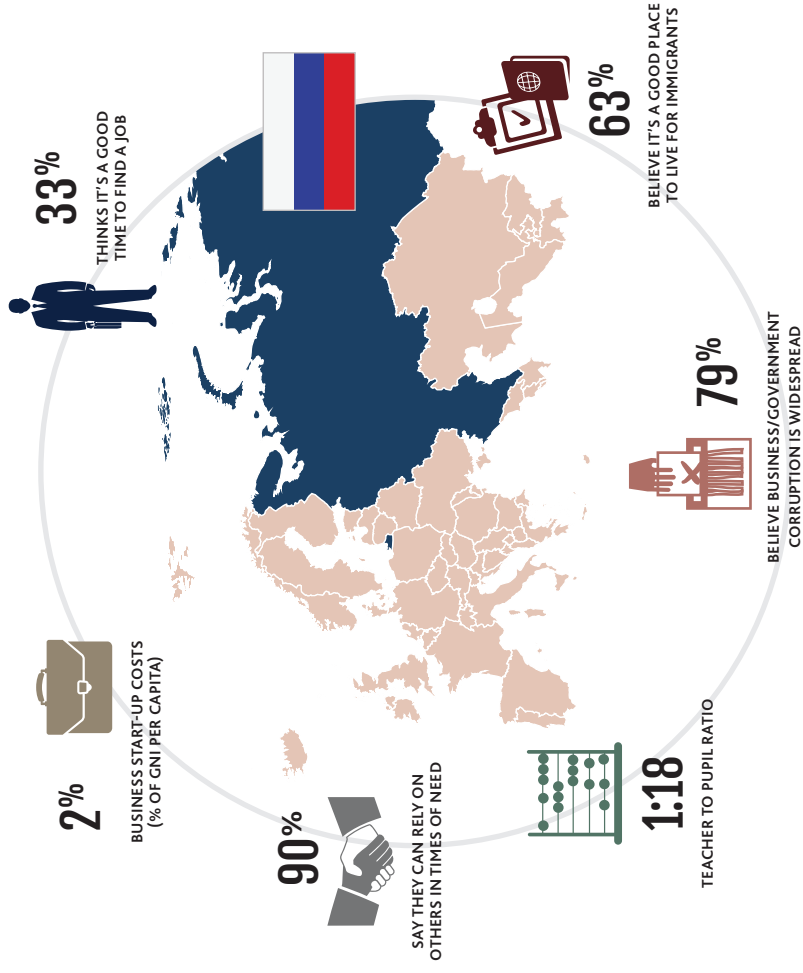 2%
BUSINESS START-UP COSTS
(% OF GNI PER CAPITA)
33%
THINKS IT'S A GOOD
TIME TO FIND A JOB
90%
SAY THEY CAN RELY ON
OTHERS IN TIMES OF NEED
1:18
TEACHER TO PUPIL RATIO
79%
BELIEVE BUSINESS/GOVERNMENT
CORRUPTION IS WIDESPREAD
63%
BELIEVE IT'S A GOOD PLACE
TO LIVE FOR IMMIGRANTS